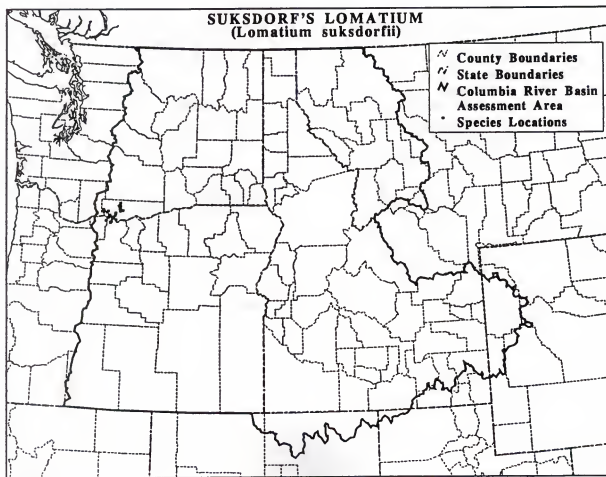 SUKSDORF'S LOMATIUM
(Lomatium suksdorfii)
County Boundaries
State Boundaries
Columbia River Basin
Assessment Area
Species Locations